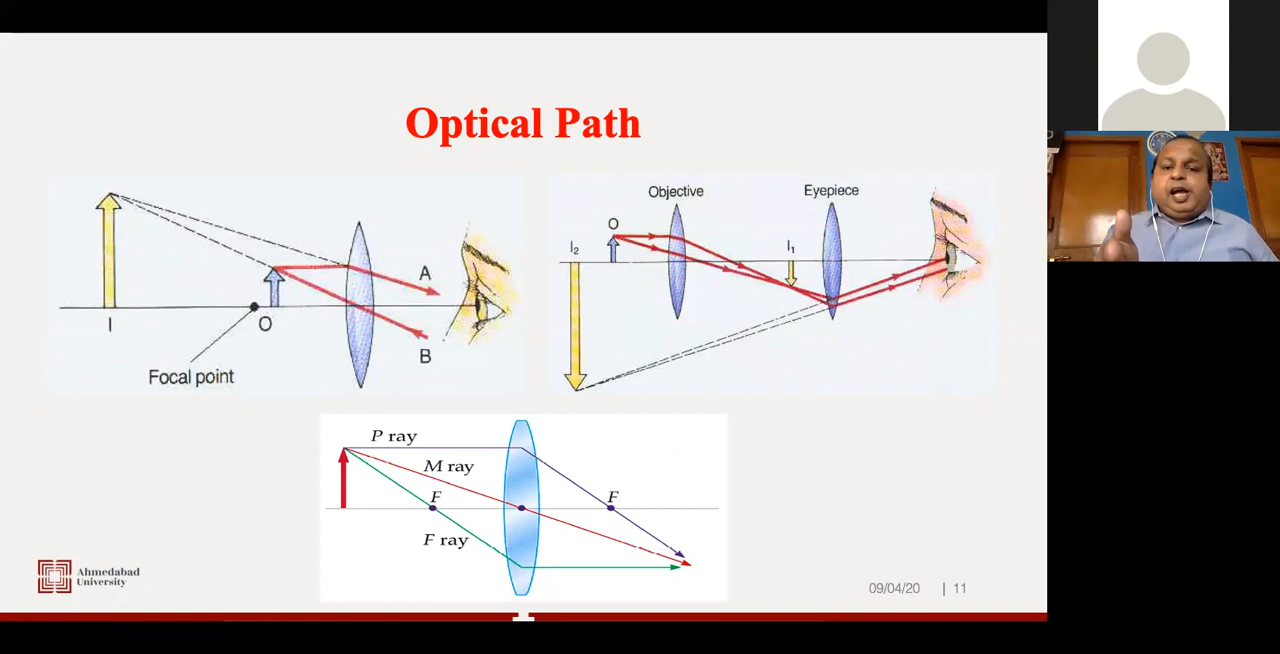 Optical Path
A
I
O
B
Focal point
Objective
Eyepiece
O
I2
I1
P ray
M ray
F
F
F ray
Ahmedabad
University
09/04/20 | 11